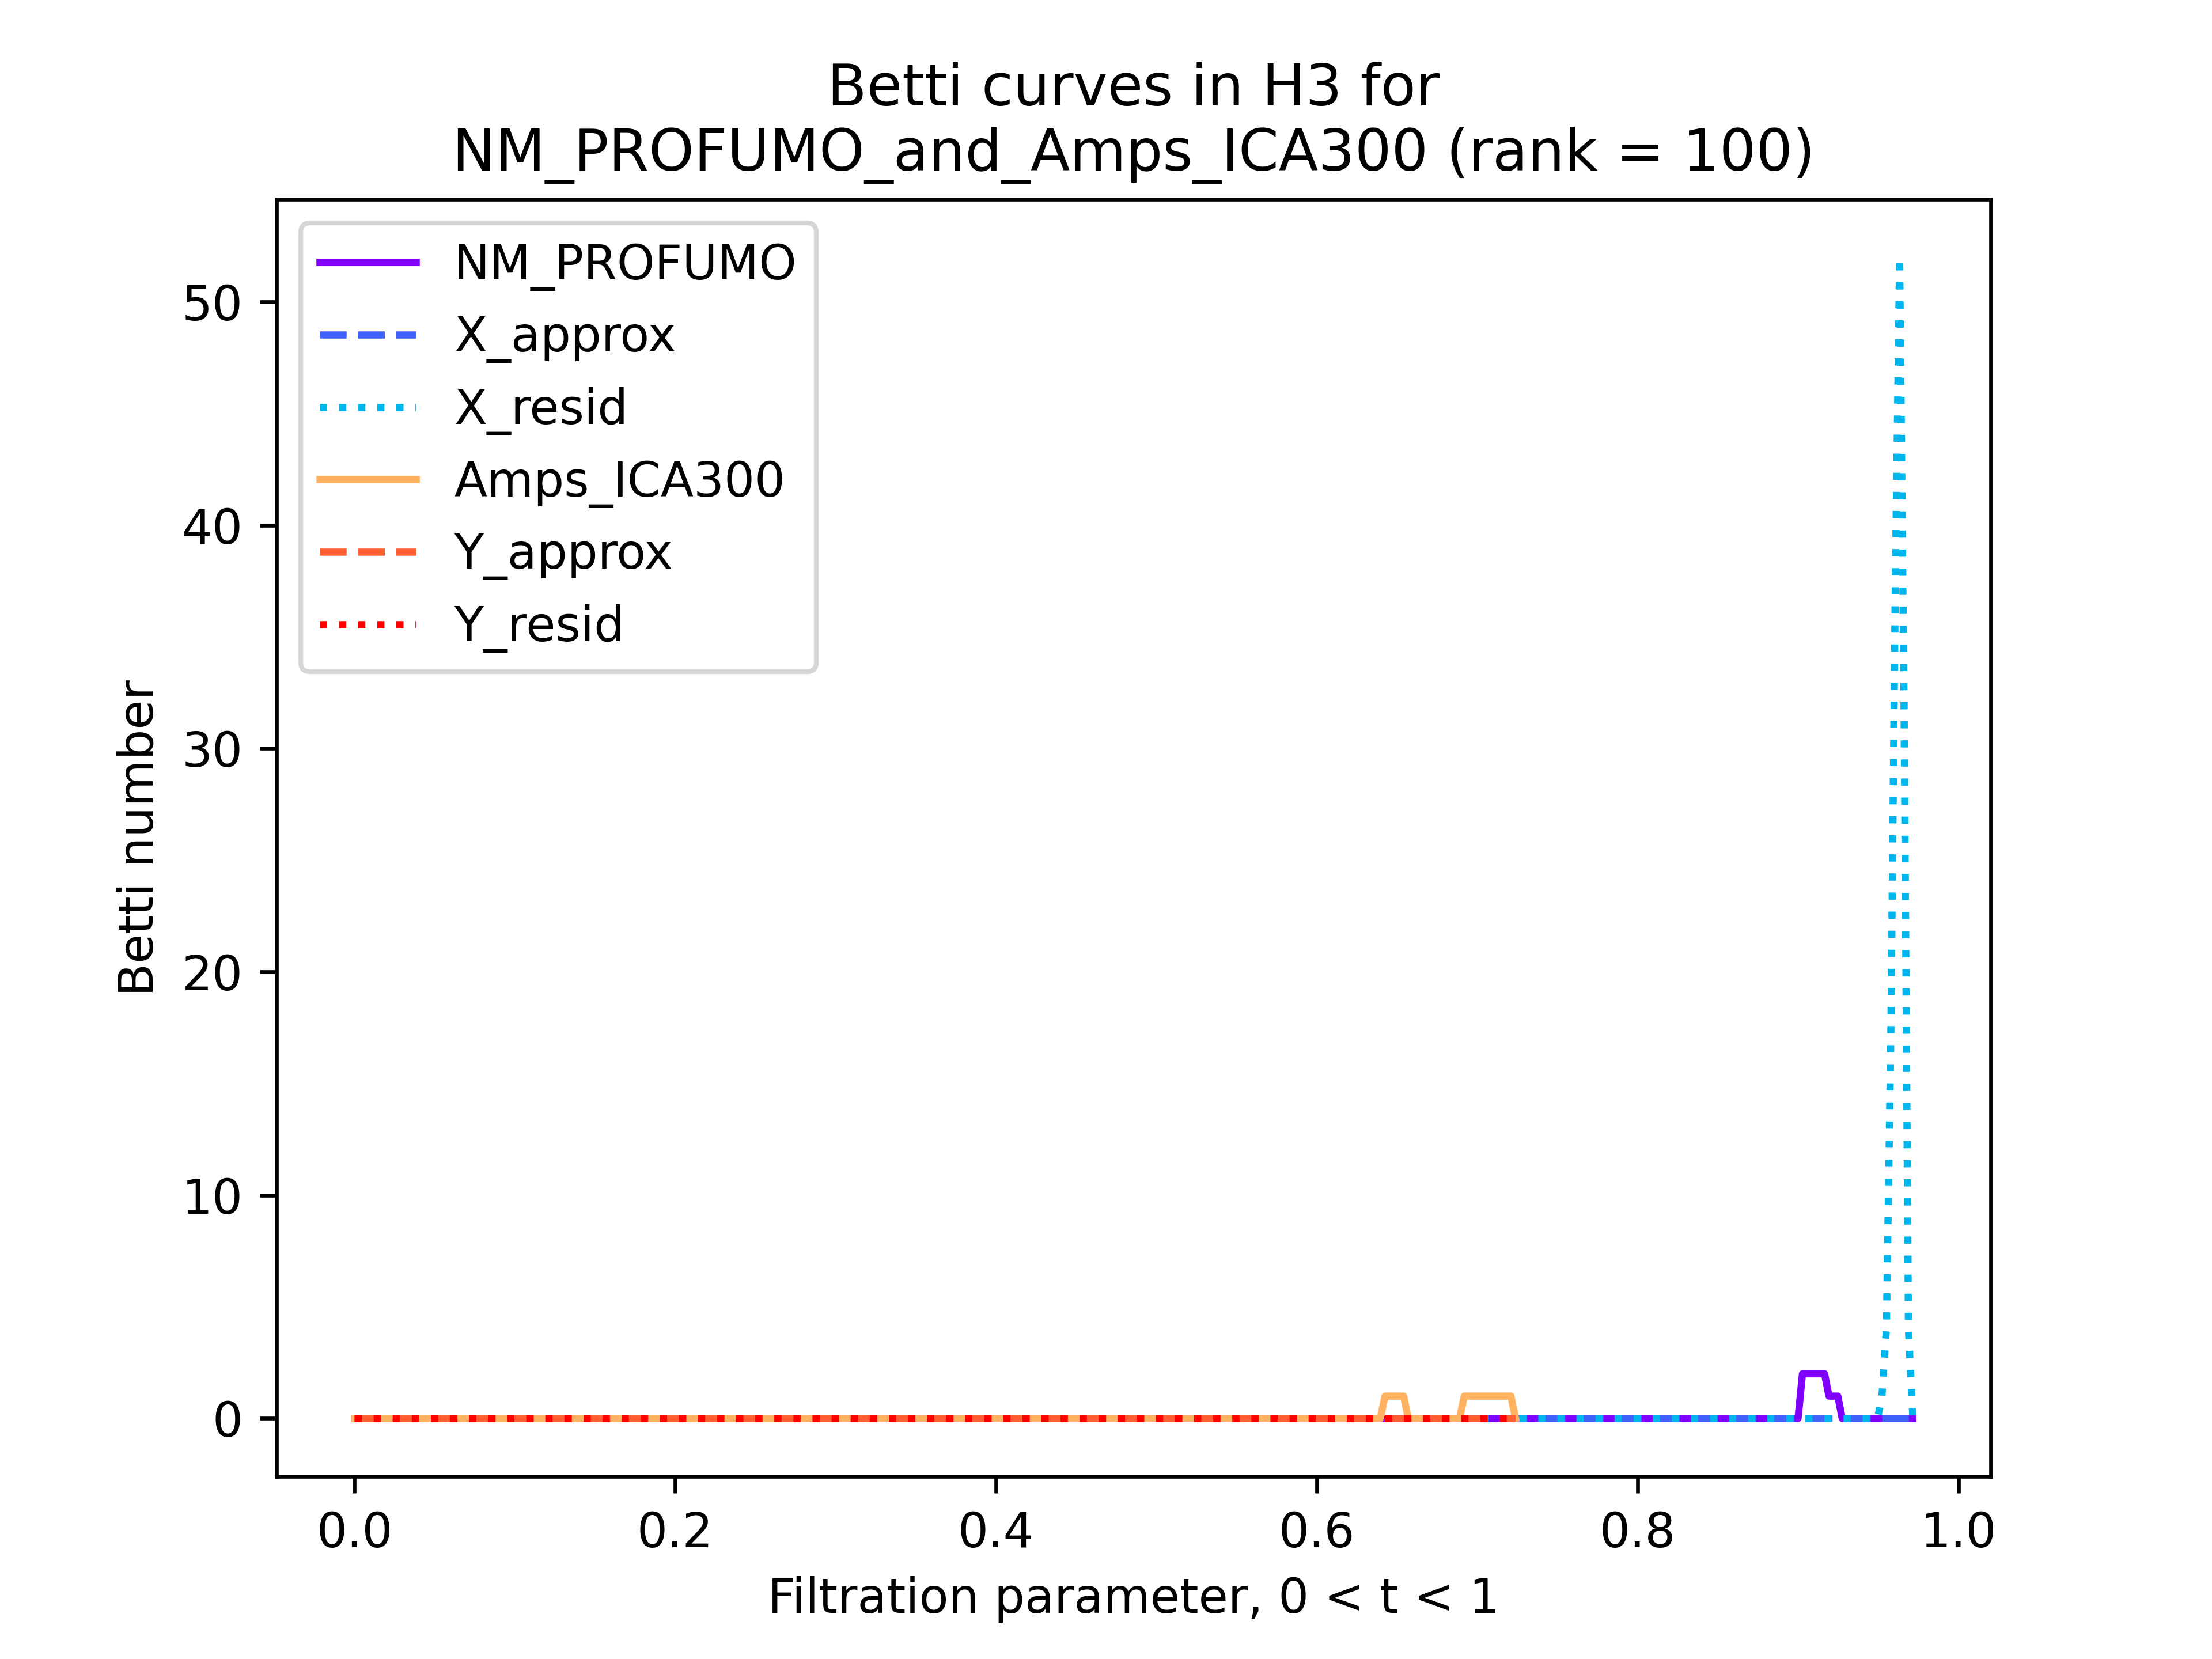 Betti curves in H3 for
NM_PROFUMO_and_Amps_ICA300 (rank = 100)
NM_PROFUMO
X_approx
X_resid
Amps_ICA300
Y_approx
Y_resid
Betti number
50
40
30
20
10
0
0.0 0.2 0.4 0.6 0.8 1.0
Filtration parameter, 0 < t < 1